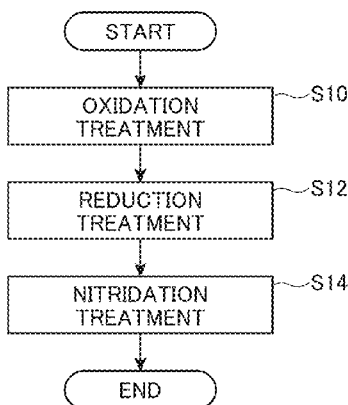 START
OXIDATION
TREATMENT
S10
REDUCTION
TREATMENT
S12
NITRIDATION
TREATMENT
S14
END